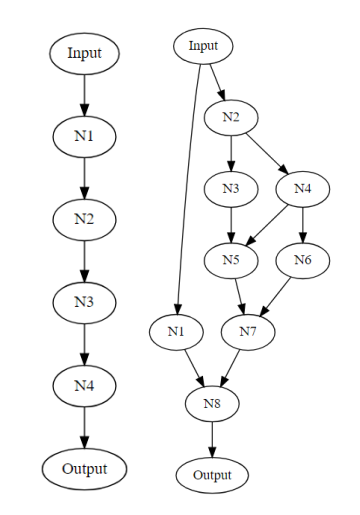 Input
N1
N2
N3
N4
Output
Input
N2
N3 N4
N5 N6
N1 N7
N8
Output